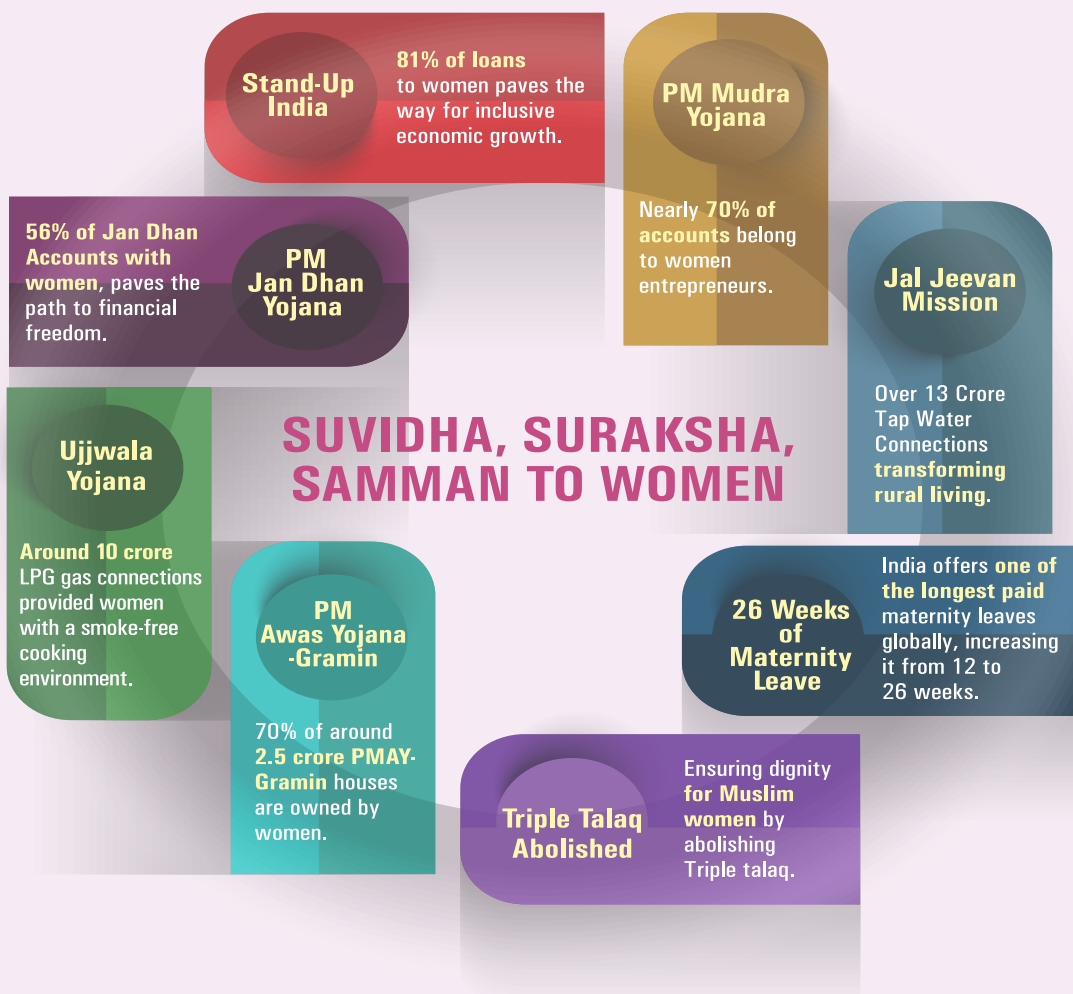 Stand-Up
India
81% of loans
to women paves the
way for inclusive
economic growth.
PM Mudra
Yojana
Nearly 70% of
accounts belong
to women
entrepreneurs.
56% of Jan Dhan
Accounts with
women, paves the
path to financial
freedom.
PM
Jan Dhan
Yojana
Jal Jeevan
Mission
Over 13 Crore
Tap Water
Connections
transforming
rural living.
SUVIDHA, SURAKSHA,
SAMMAN TO WOMEN
Ujjwala
Yojana
Around 10 crore
LPG gas connections
provided women
with a smoke-free
cooking
environment.
PM
Awas Yojana
-Gramin
70% of around
2.5 crore PMAY-
Gramin houses
are owned by
women.
26 Weeks
of
Maternity
Leave
India offers one of
the longest paid
maternity leaves
globally, increasing
it from 12 to
26 weeks.
Triple Talaq
Abolished
Ensuring dignity
for Muslim
women by
abolishing
Triple talaq.